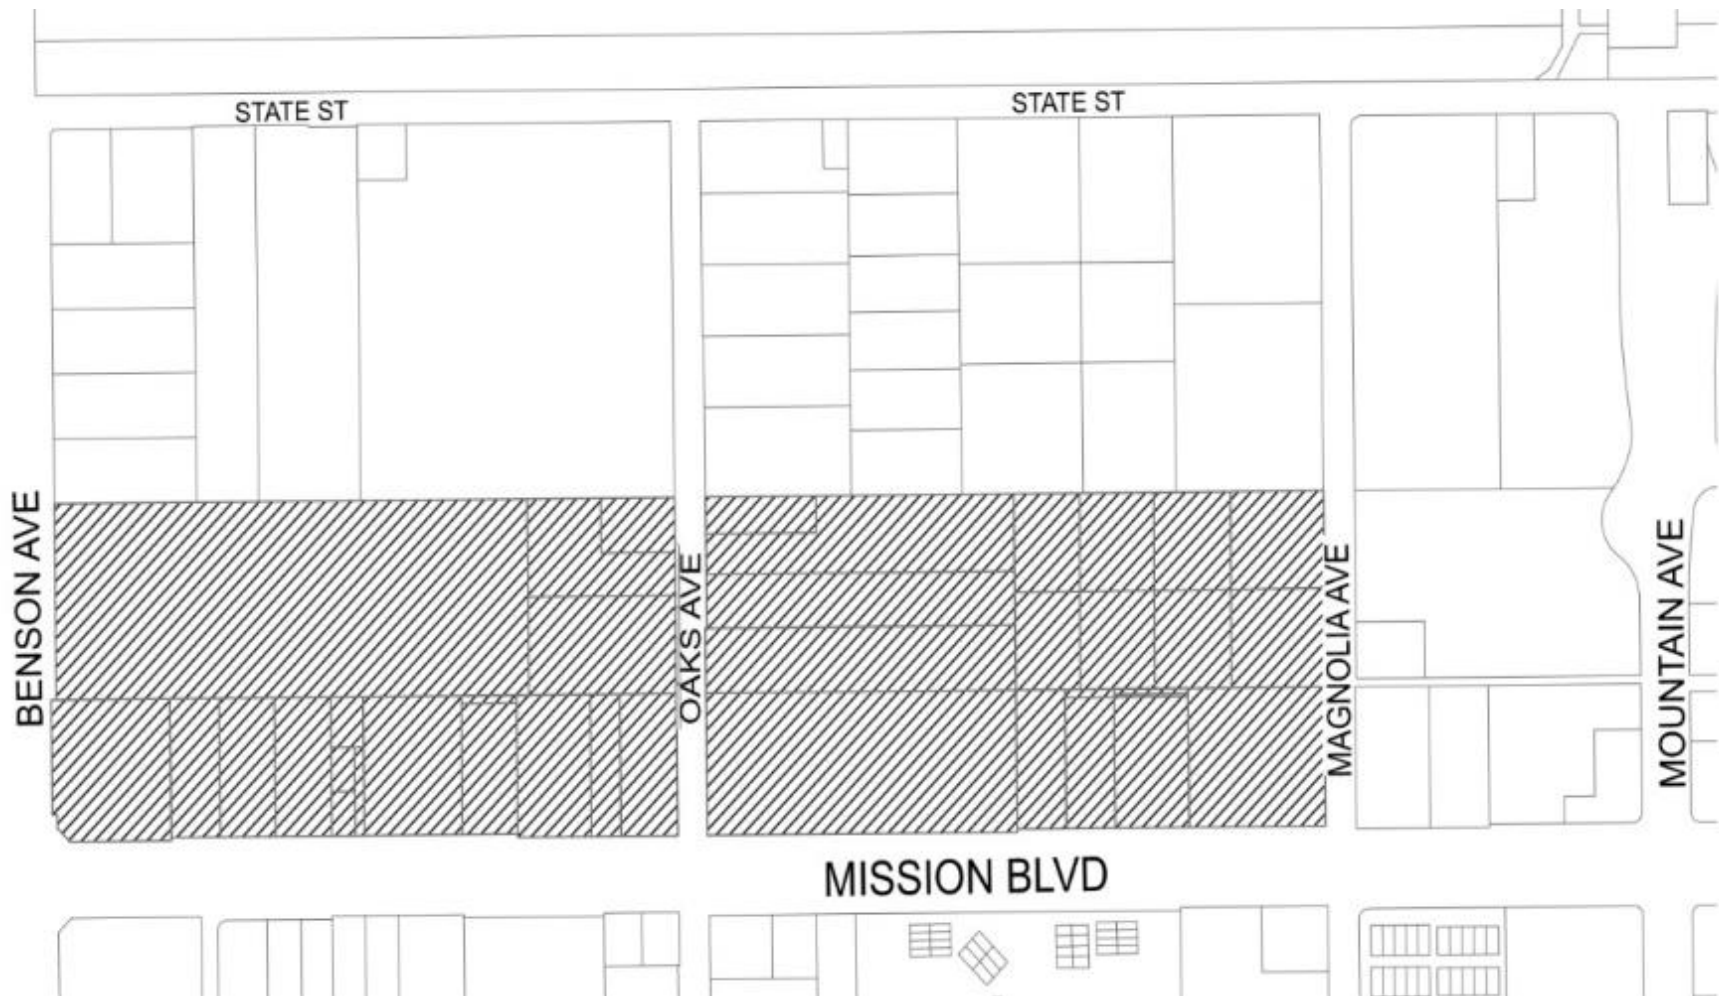 STATE ST
STATE ST
BENSON AVE
OAKS AVE
MAGNOLIA AVE
MOUNTAIN AVE
MISSION BLVD